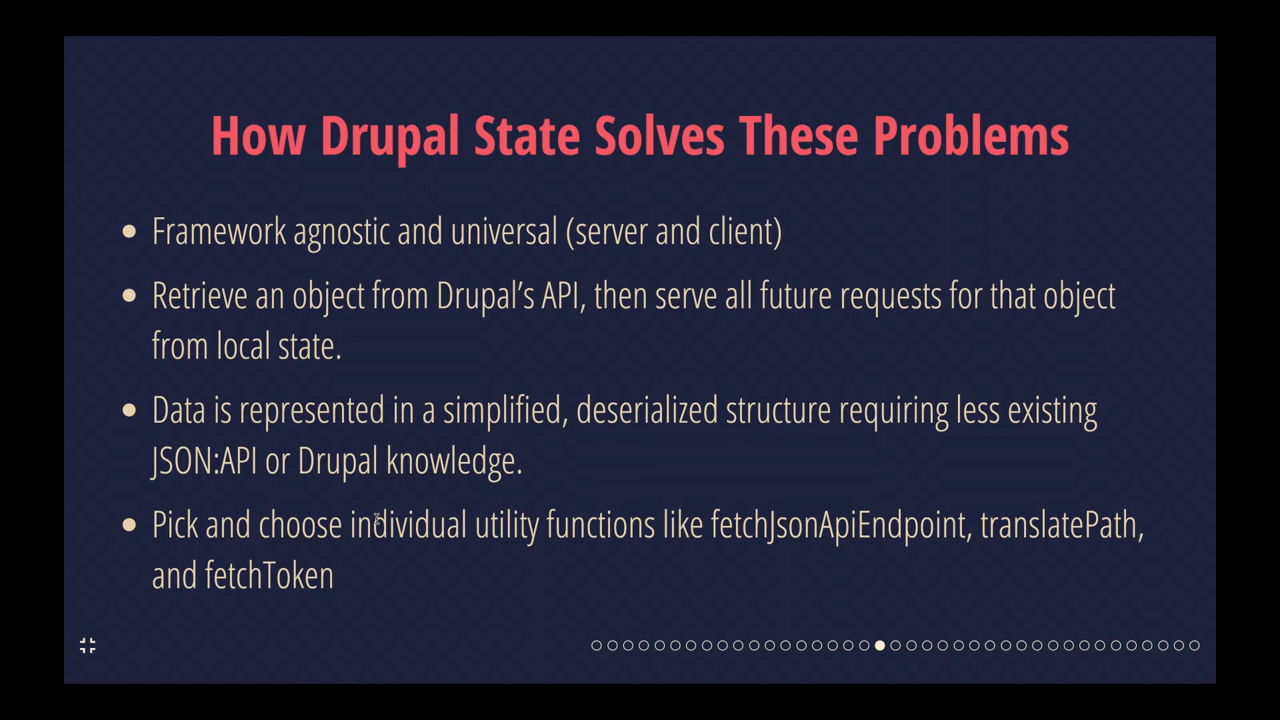 How Drupal State Solves These Problems
Framework agnostic and universal (server and client)
Retrieve an object from Drupal’s API, then serve all future requests for that object
from local state.
Data is represented in a simplified, deserialized structure requiring less existing
JSON:API or Drupal knowledge.
Pick and choose individual utility functions like fetchJsonApiEndpoint, translatePath,
and fetchToken